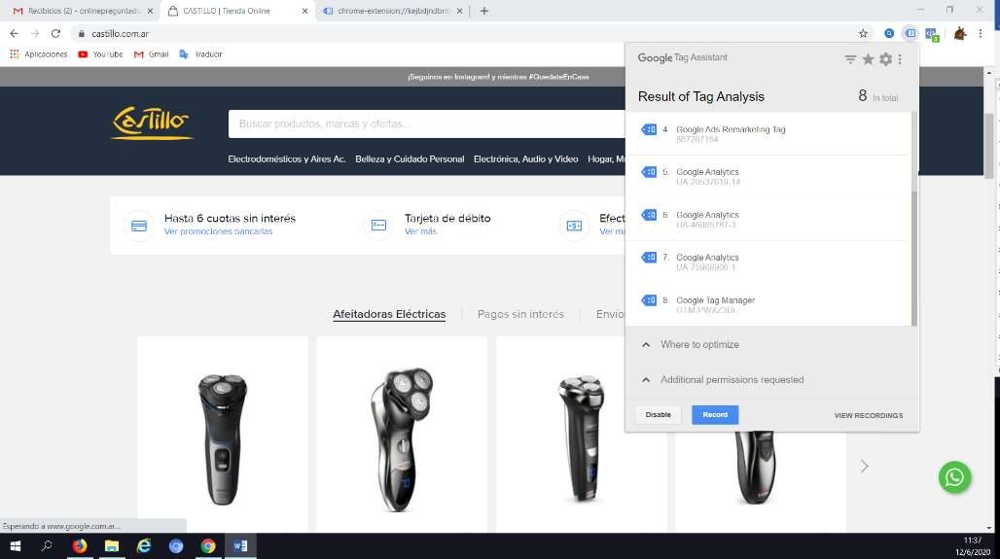 Recibidos (2) - onlinepreguntado
CASTILLO | Tienda Online
chrome-extension://kejbdjndbnb
castillo.com.ar
Aplicaciones
YouTube
Gmail
Traducir
¡Seguinos en Instagram! y mientras #QuedateEnCasa
Castillo
Buscar productos, marcas y ofertas...
Electrodomésticos y Aires Ac. Belleza y Cuidado Personal Electrónica, Audio y Video Hogar, M
Hasta 6 cuotas sin interés
Ver promociones bancarias
Tarjeta de débito
Ver más
Efect
Ver m
Afeitadoras Eléctricas
Pagos sin interés
Envío
Google Tag Assistant
Result of Tag Analysis
8 In total
4. Google Ads Remarketing Tag
867267194
5. Google Analytics
UA-20537619-14
6. Google Analytics
UA-46085787-3
7. Google Analytics
UA-75968906-1
8. Google Tag Manager
Where to optimize
Additional permissions requested
Disable
Record
VIEW RECORDINGS
Esperando a www.google.com.ar...
11:37
12/6/2020